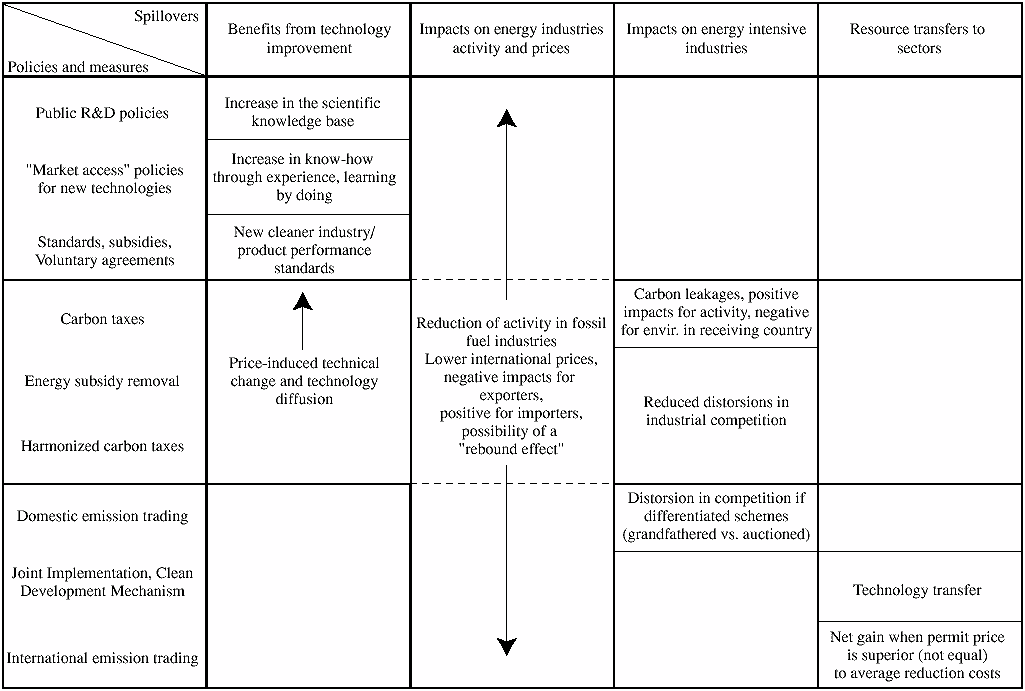 Spillovers
Policies and measures
Benefits from technology
improvement
Impacts on energy industries
activity and prices
Impacts on energy intensive
industries
Resource transfers to
sectors
Public R&D policies
Increase in the scientific
knowledge base
"Market access" policies
for new technologies
Increase in know-how
through experience, learning
by doing
Standards, subsidies,
Voluntary agreements
New cleaner industry/
product performance
standards
Carbon taxes
Energy subsidy removal
Harmonized carbon taxes
Price-induced technical
change and technology
diffusion
Reduction of activity in fossil
fuel industries
Lower international prices,
negative impacts for
exporters,
positive for importers,
possibility of a
"rebound effect"
Carbon leakages, positive
impacts for activity, negative
for envir. in receiving country
Reduced distorsions in
industrial competition
Domestic emission trading
Distorsion in competition if
differentiated schemes
(grandfathered vs. auctioned)
Joint Implementation, Clean
Development Mechanism
Technology transfer
International emission trading
Net gain when permit price
is superior (not equal)
to average reduction costs